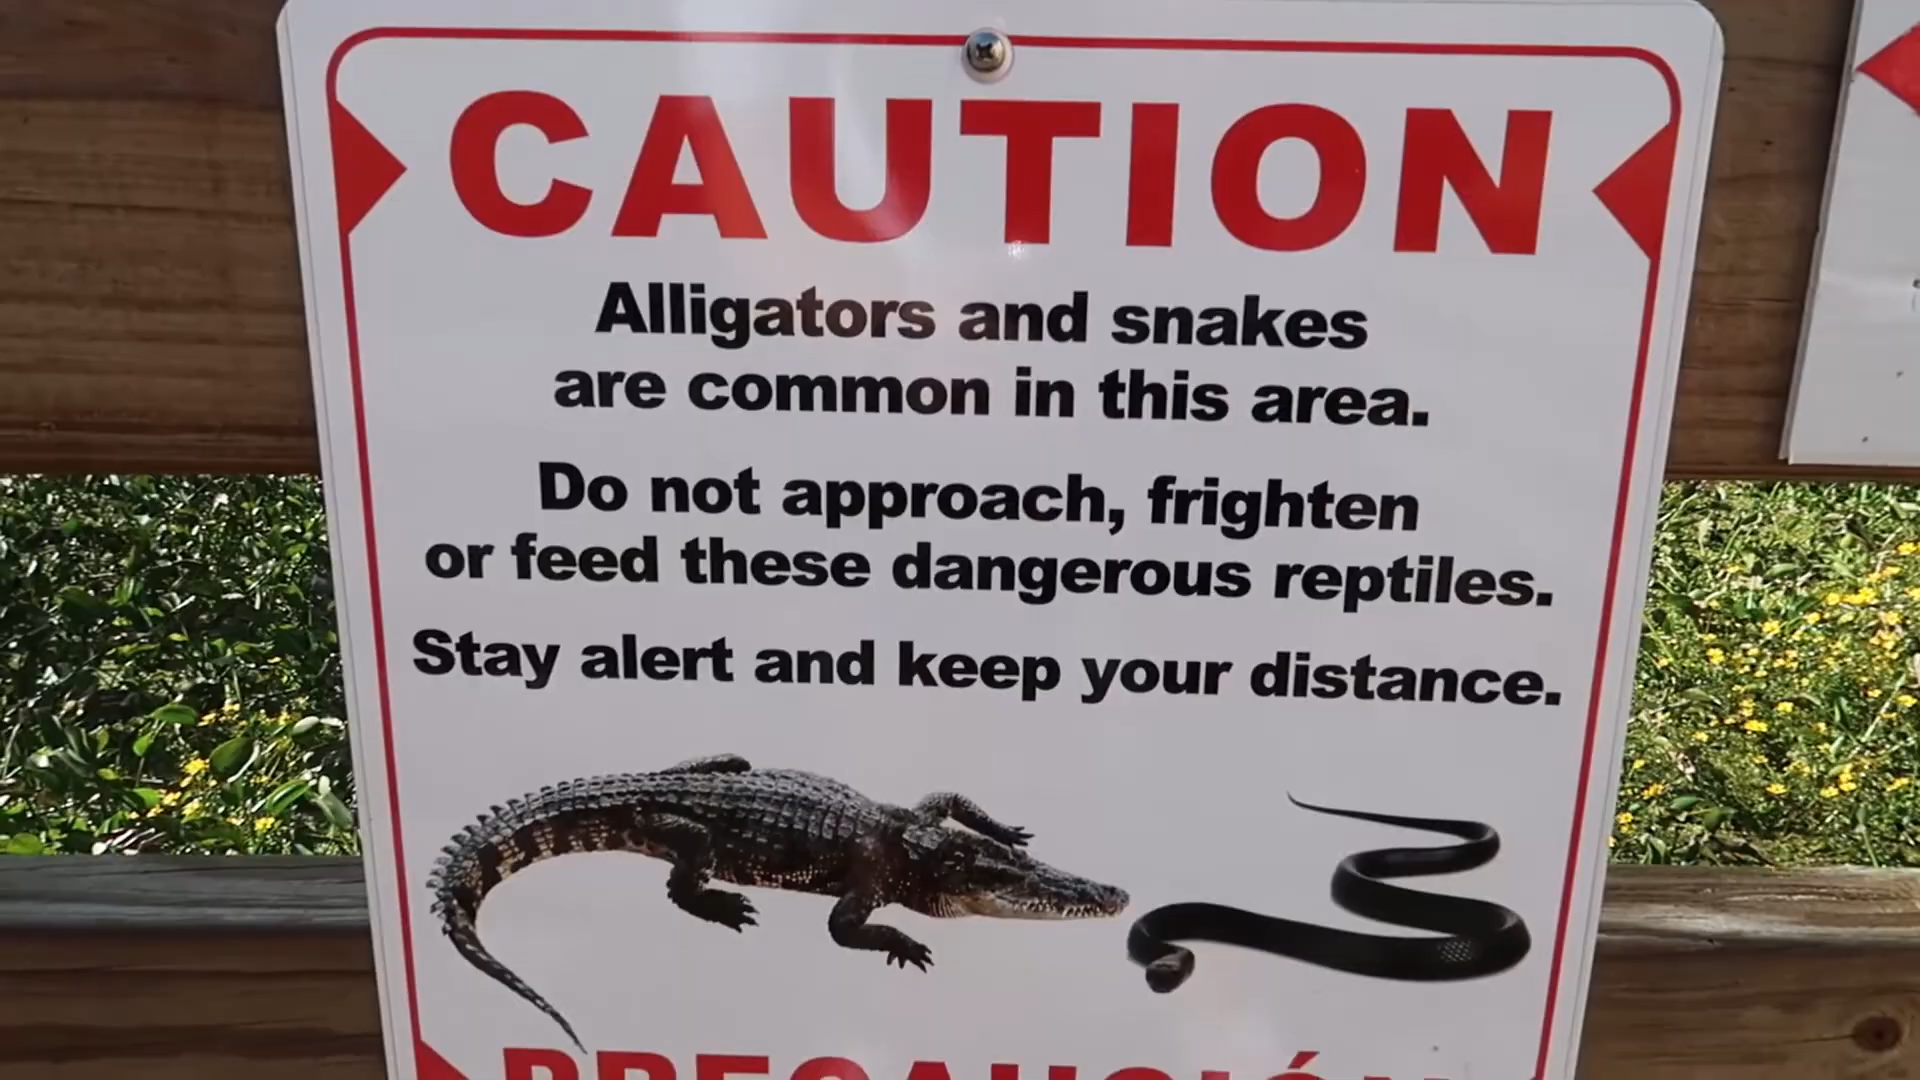 CAUTION
Alligators and snakes
are common in this area.
Do not approach, frighten
or feed these dangerous reptiles.
Stay alert and keep your distance.
PRECAUCIÓN